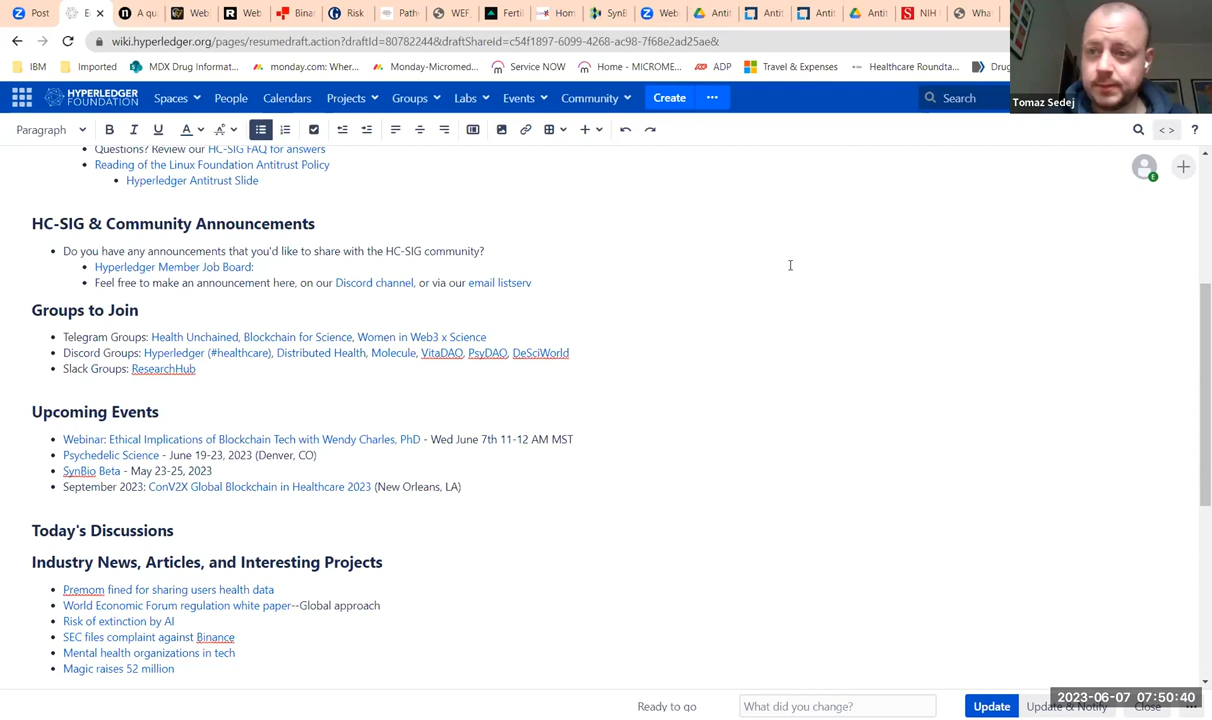 Post
E
A qu
Web
Web
Bina
Risk
Path
WEF
Ferti
Hom
SynB
Web
Anti
Anti
Anti
Anti
NIH
Wha
wiki.hyperledger.org/pages/resumedraft.action?draftId=80782244&draftShareId=c54f1897-6099-4268-ac98-7f68e2ad25ae&
IBM
Imported
MDX Drug Informat...
monday.com: Wher...
Monday-Micromed...
Service NOW
Home - MICROME...
ADP
Travel & Expenses
Healthcare Roundta...
Drug
HYPERLEDGER FOUNDATION
Spaces People Calendars Projects Groups Labs Events Community Create ... Search
Tomaz Sedej
Paragraph B I U A < > ?
Questions? Review our HC-SIG FAQ for answers
Reading of the Linux Foundation Antitrust Policy
Hyperledger Antitrust Slide
E
HC-SIG & Community Announcements
Do you have any announcements that you'd like to share with the HC-SIG community?
Hyperledger Member Job Board:
Feel free to make an announcement here, on our Discord channel, or via our email listserv
Groups to Join
Telegram Groups: Health Unchained, Blockchain for Science, Women in Web3 x Science
Discord Groups: Hyperledger (#healthcare), Distributed Health, Molecule, VitaDAO, PsyDAO, DeSciWorld
Slack Groups: ResearchHub
Upcoming Events
Webinar: Ethical Implications of Blockchain Tech with Wendy Charles, PhD - Wed June 7th 11-12 AM MST
Psychedelic Science - June 19-23, 2023 (Denver, CO)
SynBio Beta - May 23-25, 2023
September 2023: ConV2X Global Blockchain in Healthcare 2023 (New Orleans, LA)
Today's Discussions
Industry News, Articles, and Interesting Projects
Premom fined for sharing users health data
World Economic Forum regulation white paper--Global approach
Risk of extinction by AI
SEC files complaint against Binance
Mental health organizations in tech
Magic raises 52 million
Ready to go
What did you change?
Update
Update & Notify
Close
2023-06-07 07:50:40